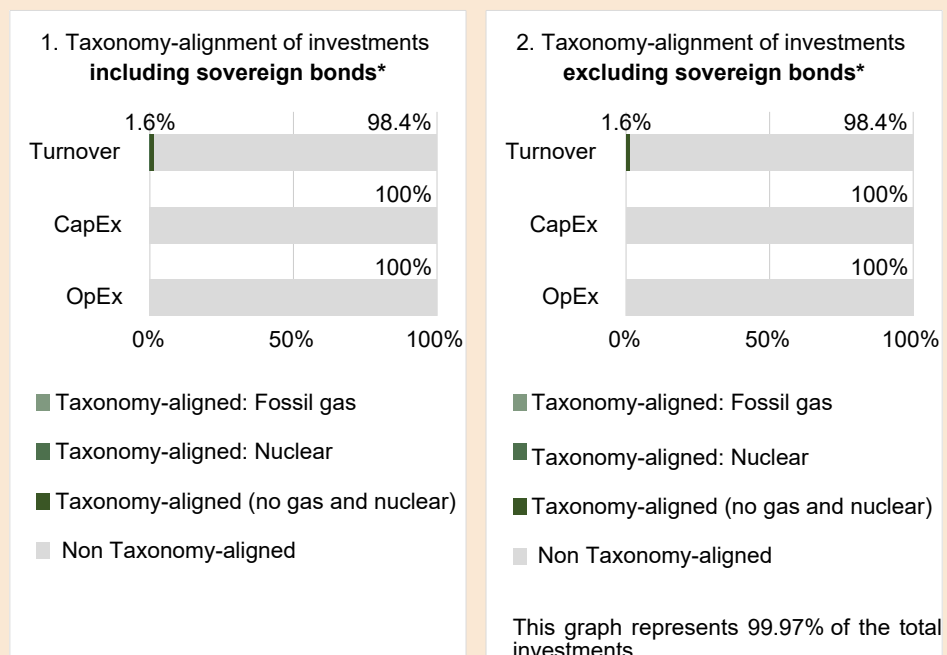 1. Taxonomy-alignment of investments
including sovereign bonds*
1.6%
98.4%
Turnover
100%
CapEx
100%
OpEx
0%
50%
100%
Taxonomy-aligned: Fossil gas
Taxonomy-aligned: Nuclear
Taxonomy-aligned (no gas and nuclear)
Non Taxonomy-aligned
2. Taxonomy-alignment of investments
excluding sovereign bonds*
1.6%
98.4%
Turnover
100%
CapEx
100%
OpEx
0%
50%
100%
Taxonomy-aligned: Fossil gas
Taxonomy-aligned: Nuclear
Taxonomy-aligned (no gas and nuclear)
Non Taxonomy-aligned
This graph represents 99.97% of the total
investments